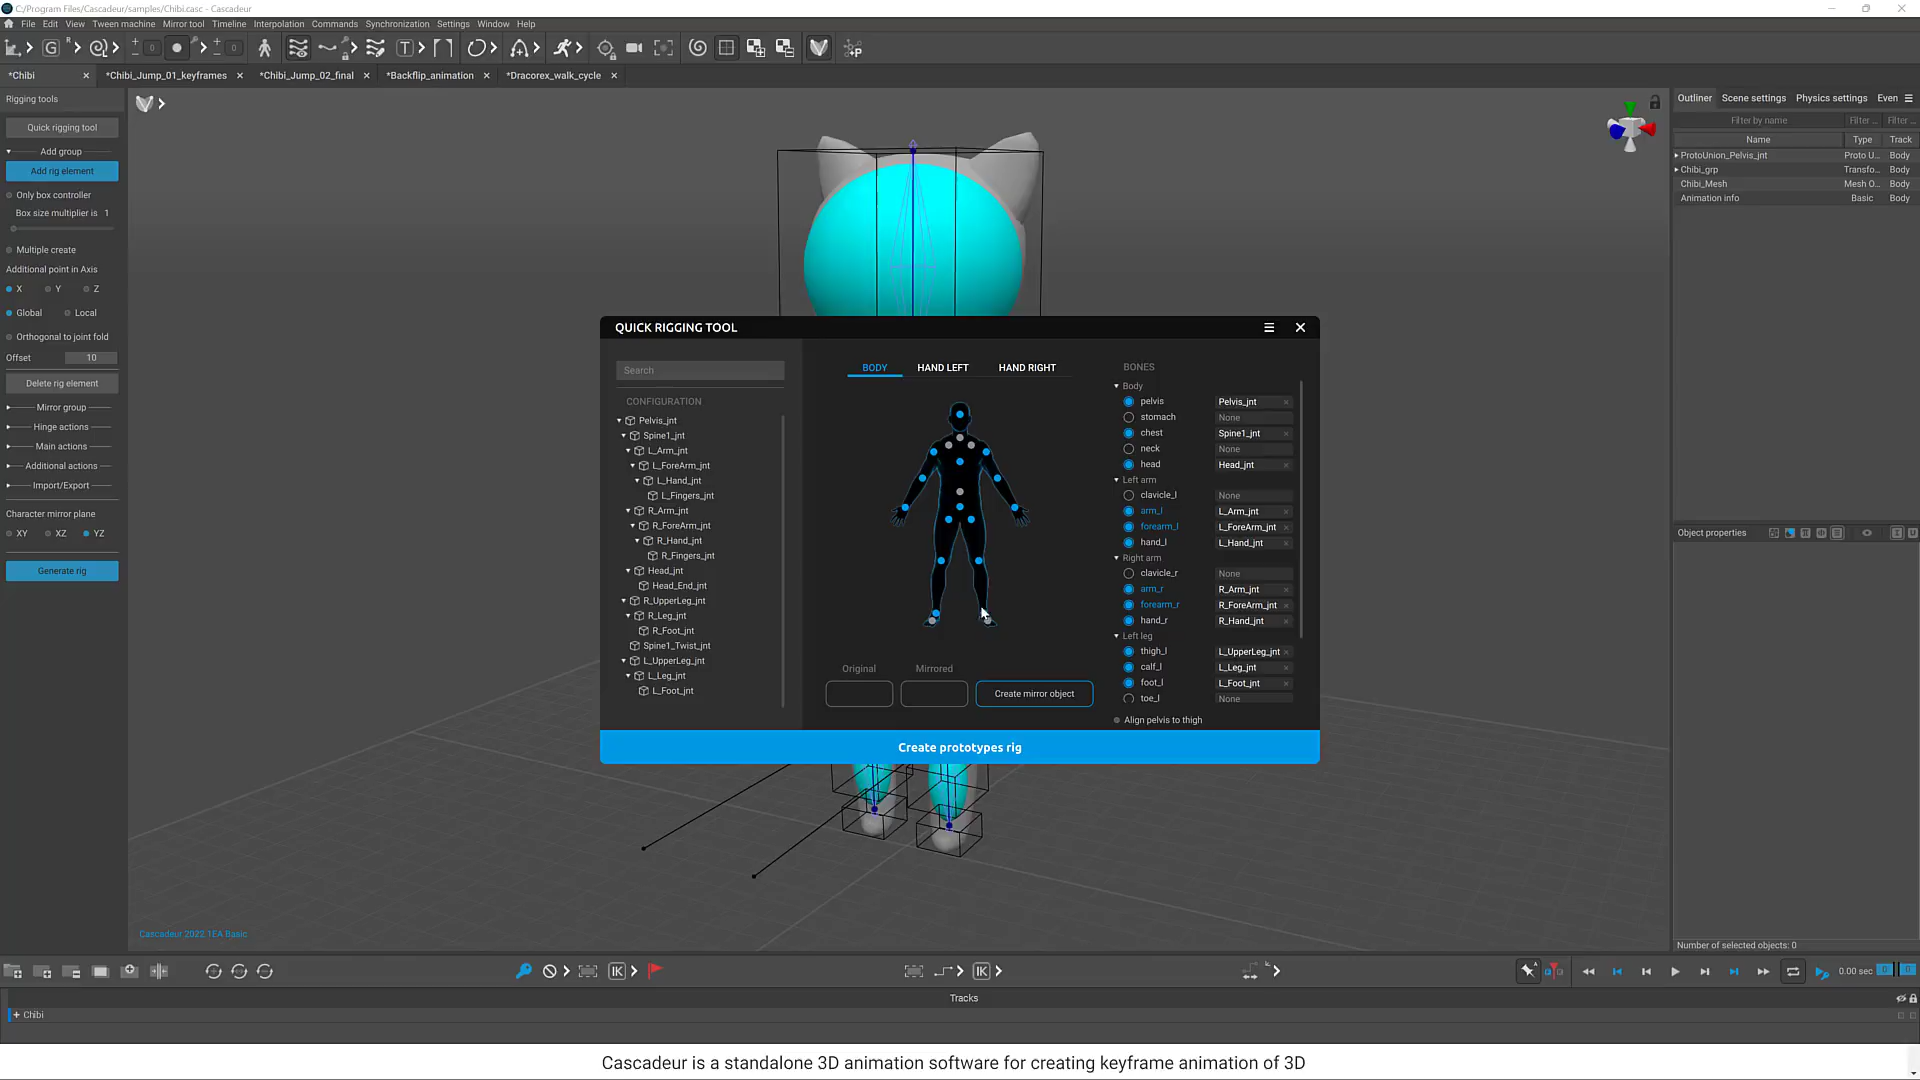 C:/Program Files/Cascadeur/samples/Chibi.casc - Cascadeur
File Edit View Tween machine Mirror tool Timeline Interpolation Commands Synchronization Settings Window Help
*Chibi *Chibi_Jump_01_keyframes *Chibi_Jump_02_final *Backflip_animation *Dracorex_walk_cycle
Rigging tools
Quick rigging tool
Add group
Add rig element
Only box controller
Box size multiplier is 1
Multiple create
Additional point in Axis
X Y Z
Global Local
Orthogonal to joint fold
Offset 10
Delete rig element
Mirror group
Hinge actions
Main actions
Additional actions
Import/Export
Character mirror plane
XY XZ YZ
Generate rig
Cascadeur 2022.1EA Basic
QUICK RIGGING TOOL
Search
CONFIGURATION
Pelvis_jnt
Spine1_jnt
L_Arm_jnt
L_ForeArm_jnt
L_Hand_jnt
L_Fingers_jnt
R_Arm_jnt
R_ForeArm_jnt
R_Hand_jnt
R_Fingers_jnt
Head_jnt
Head_End_jnt
R_UpperLeg_jnt
R_Leg_jnt
R_Foot_jnt
Spine1_Twist_jnt
L_UpperLeg_jnt
L_Leg_jnt
L_Foot_jnt
BODY HAND LEFT HAND RIGHT
Original Mirrored
Create mirror object
BONES
Body
pelvis Pelvis_jnt
stomach None
chest Spine1_jnt
neck None
head Head_jnt
Left arm
clavicle_l None
arm_l L_Arm_jnt
forearm_l L_ForeArm_jnt
hand_l L_Hand_jnt
Right arm
clavicle_r None
arm_r R_Arm_jnt
forearm_r R_ForeArm_jnt
hand_r R_Hand_jnt
Left leg
thigh_l L_UpperLeg_jnt
calf_l L_Leg_jnt
foot_l L_Foot_jnt
toe_l None
Align pelvis to thigh
Create prototypes rig
Outliner Scene settings Physics settings Even
Filter by name Filter ... Filter ...
Name Type Track
ProtoUnion_Pelvis_jnt Proto U... Body
Chibi_grp Transfo... Body
Chibi_Mesh Mesh O... Body
Animation info Basic Body
Object properties
Number of selected objects: 0
IK IK 0.00 sec 0 0
Tracks
+ Chibi
Cascadeur is a standalone 3D animation software for creating keyframe animation of 3D